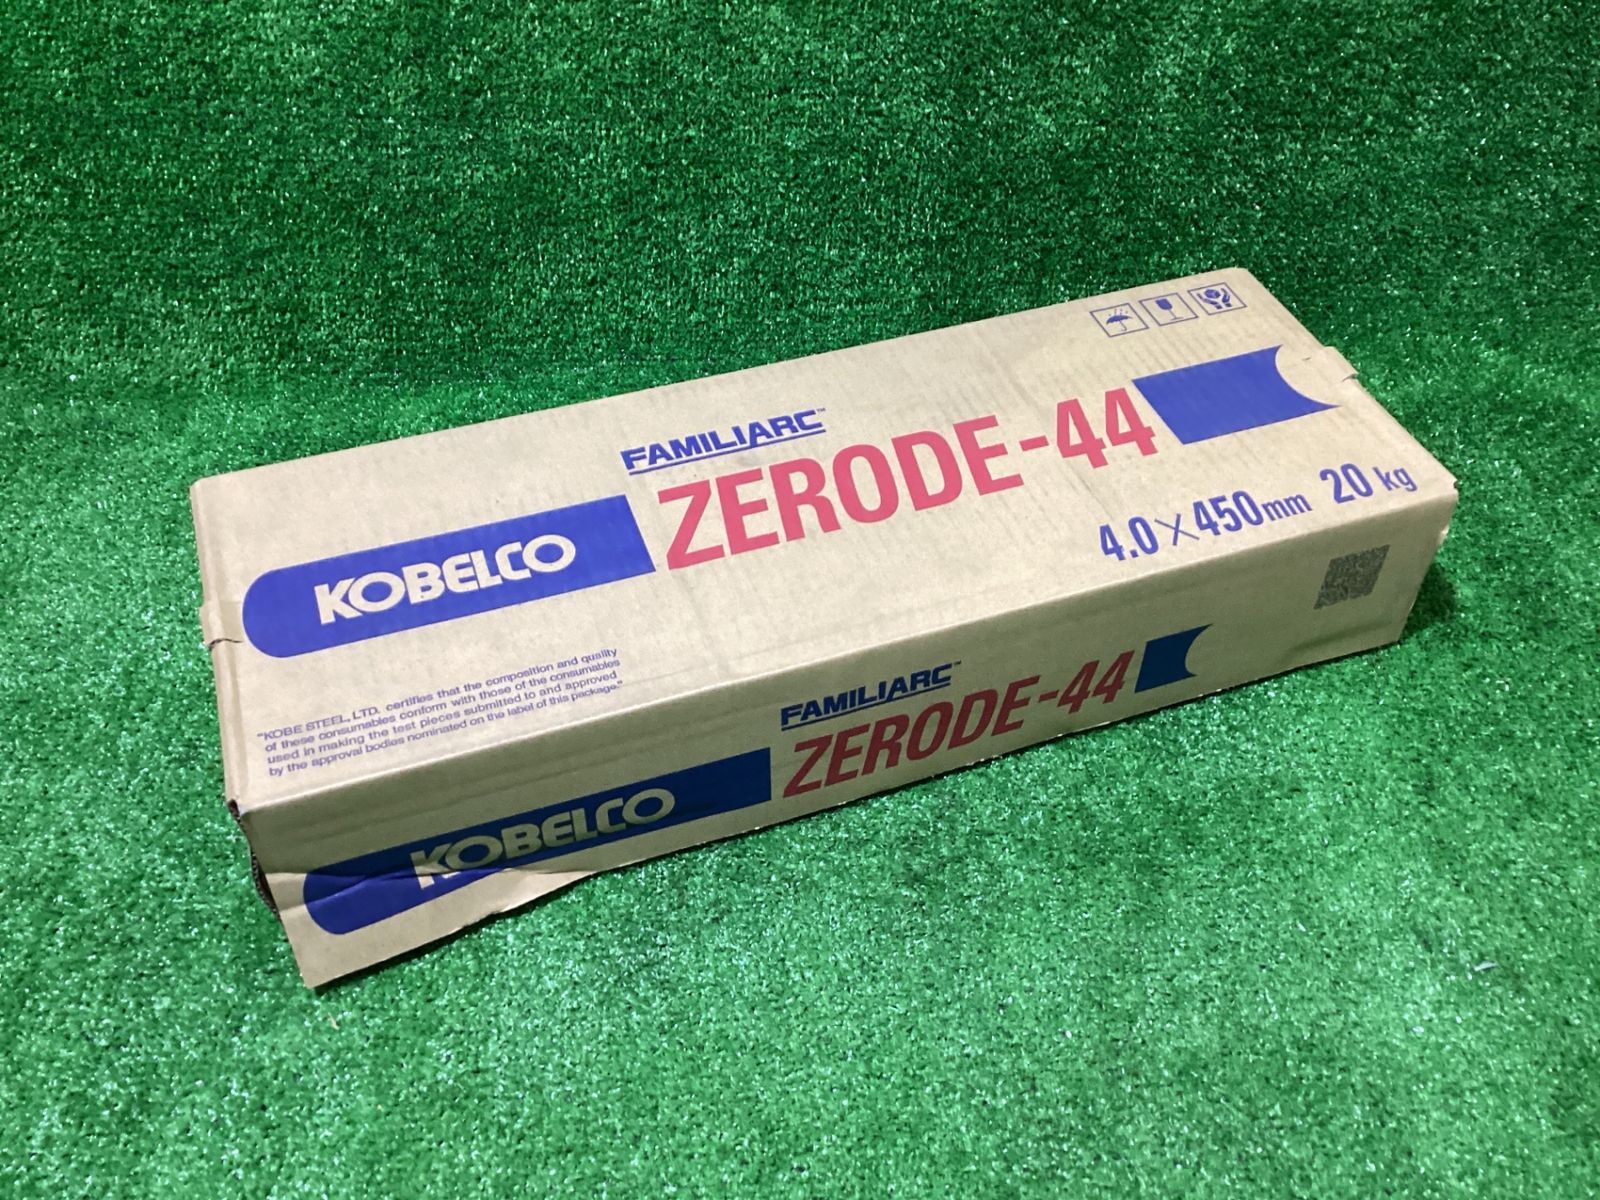 FAMILIARC™
ZERODE-44
KOBELCO
4.0×450mm 20kg
"KOBE STEEL, LTD. certifies that the composition and quality
of these consumables conform with those of the consumables
used in making the test pieces submitted to and approved
by the approval bodies nominated on the label of this package."
FAMILIARC™
ZERODE-44
KOBELCO